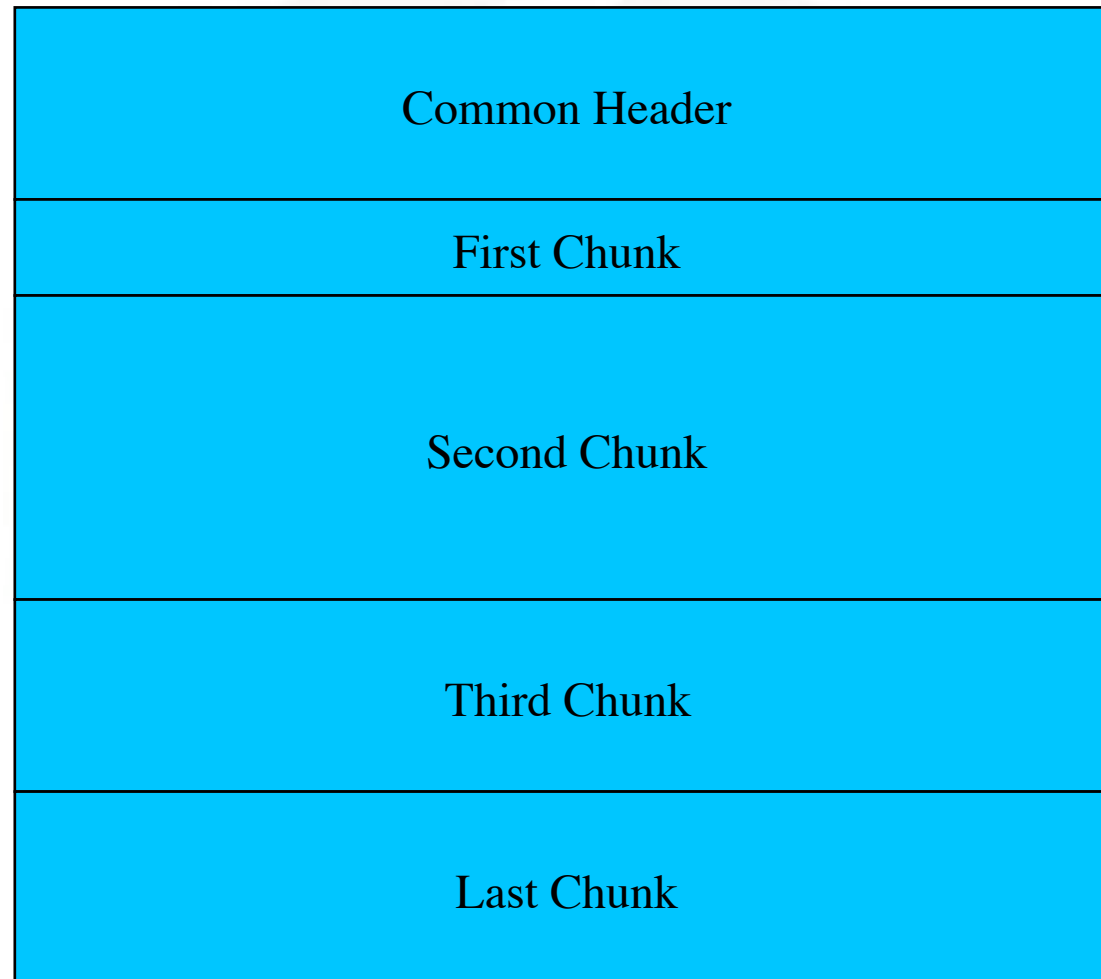 Common Header
First Chunk
Second Chunk
Third Chunk
Last Chunk